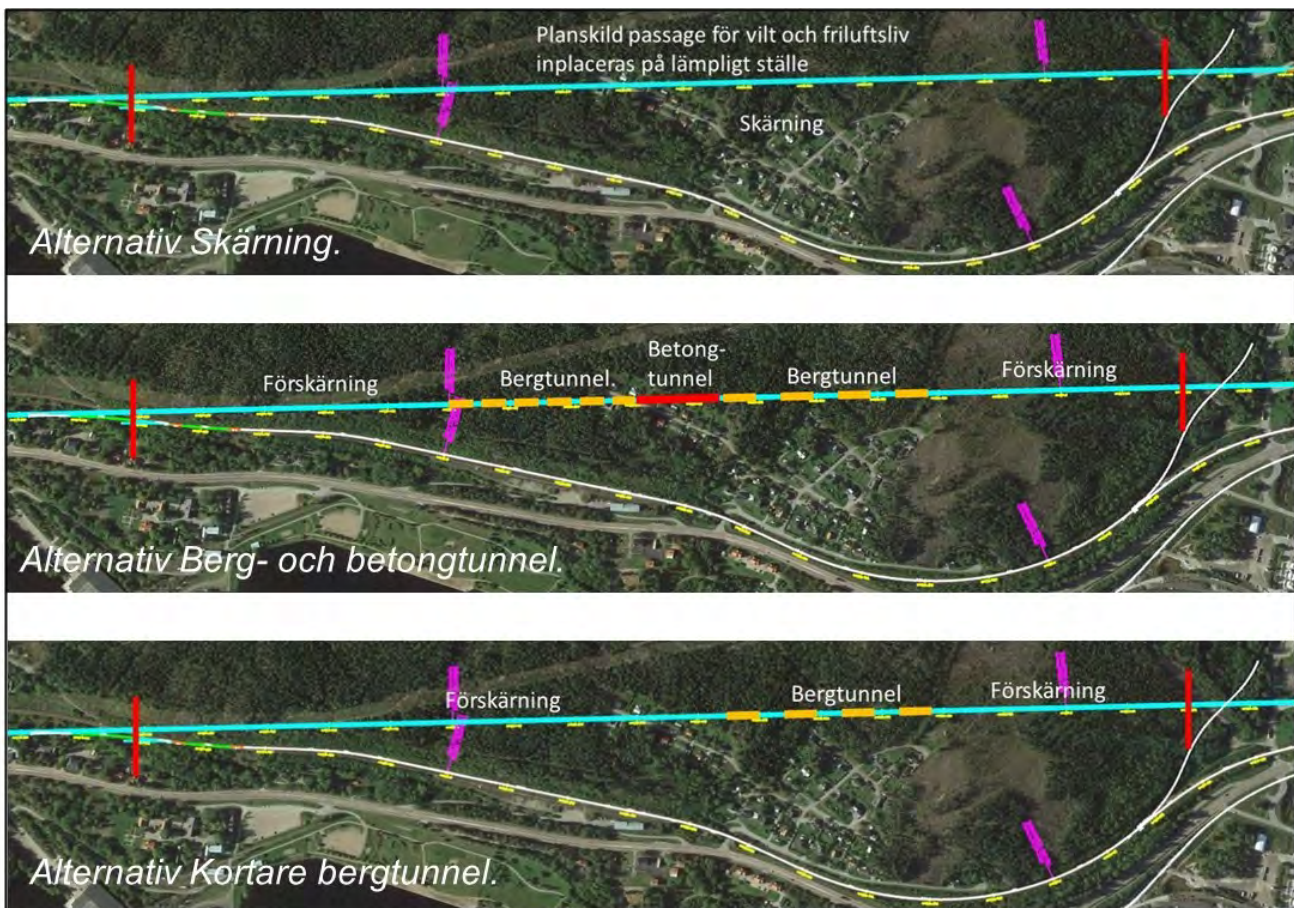 Planskild passage för vilt och friluftsliv
inplaceras på lämpligt ställe
Skärning
Alternativ Skärning.
Förskärning
Bergtunnel.
Betong-
tunnel
Bergtunnel
Förskärning
Alternativ Berg- och betongtunnel.
Förskärning
Bergtunnel
Förskärning
Alternativ Kortare bergtunnel.